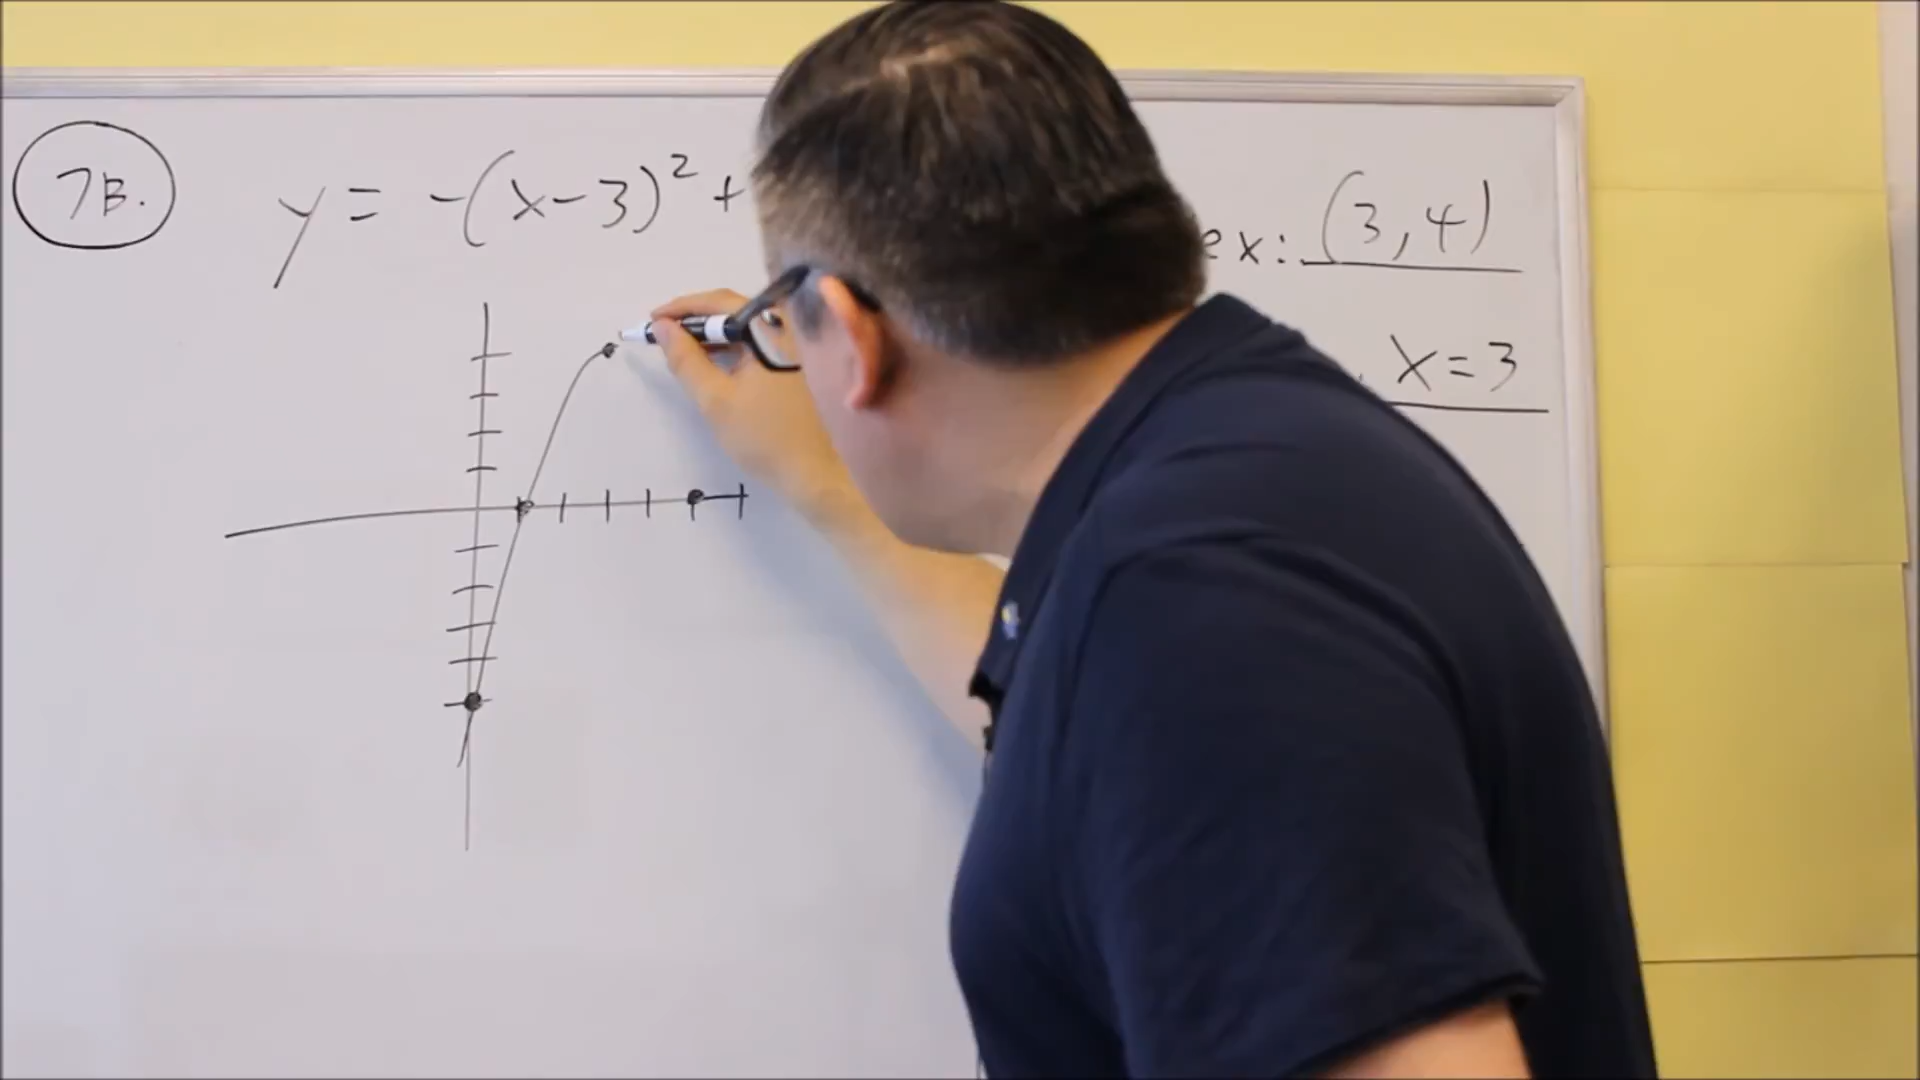 7B.
y = -(x-3)² +
ex: (3,4)
x=3